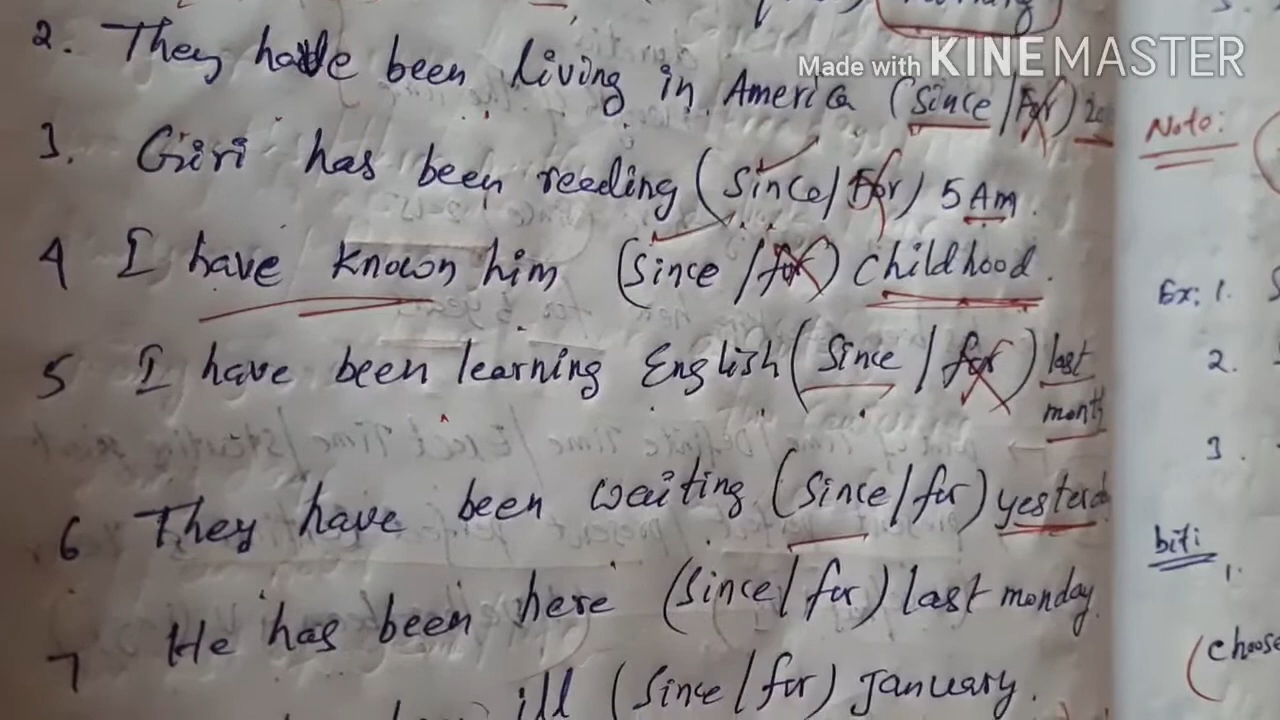 Made with KINEMASTER
2. They have been living in America (Since / For)
3. Giri has been reading (Since / For) 5 Am.
4 I have known him (Since / for) childhood.
5 I have been learning English (Since / for) last
month
6 They have been waiting (Since / for)
7 He has been here (Since / for) last monday.
ill (Since / for) January.
Note:
Ex: 1.
2.
3.
bit:
1.
(choose